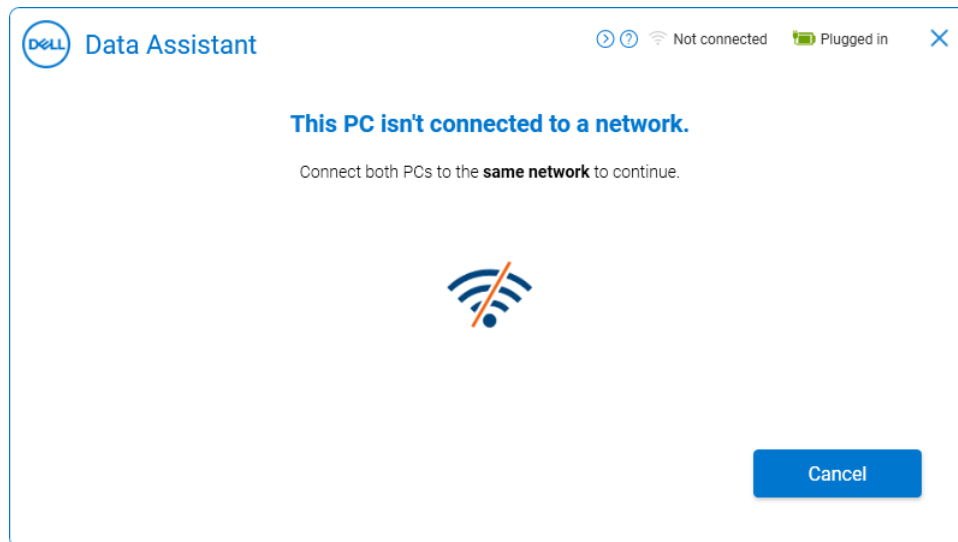 DELL Data Assistant Not connected Plugged in
This PC isn't connected to a network.
Connect both PCs to the same network to continue.
Cancel